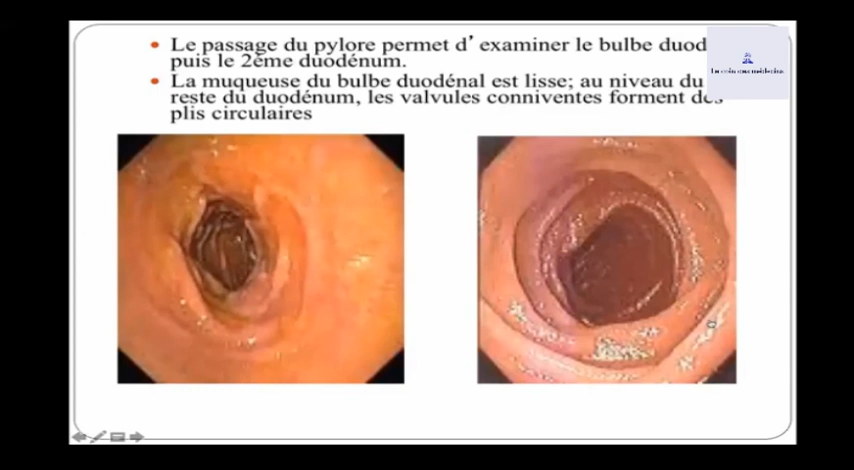 • Le passage du pylore permet d’examiner le bulbe duod
puis le 2ème duodénum.
• La muqueuse du bulbe duodénal est lisse; au niveau du
reste du duodénum, les valvules conniventes forment des
plis circulaires